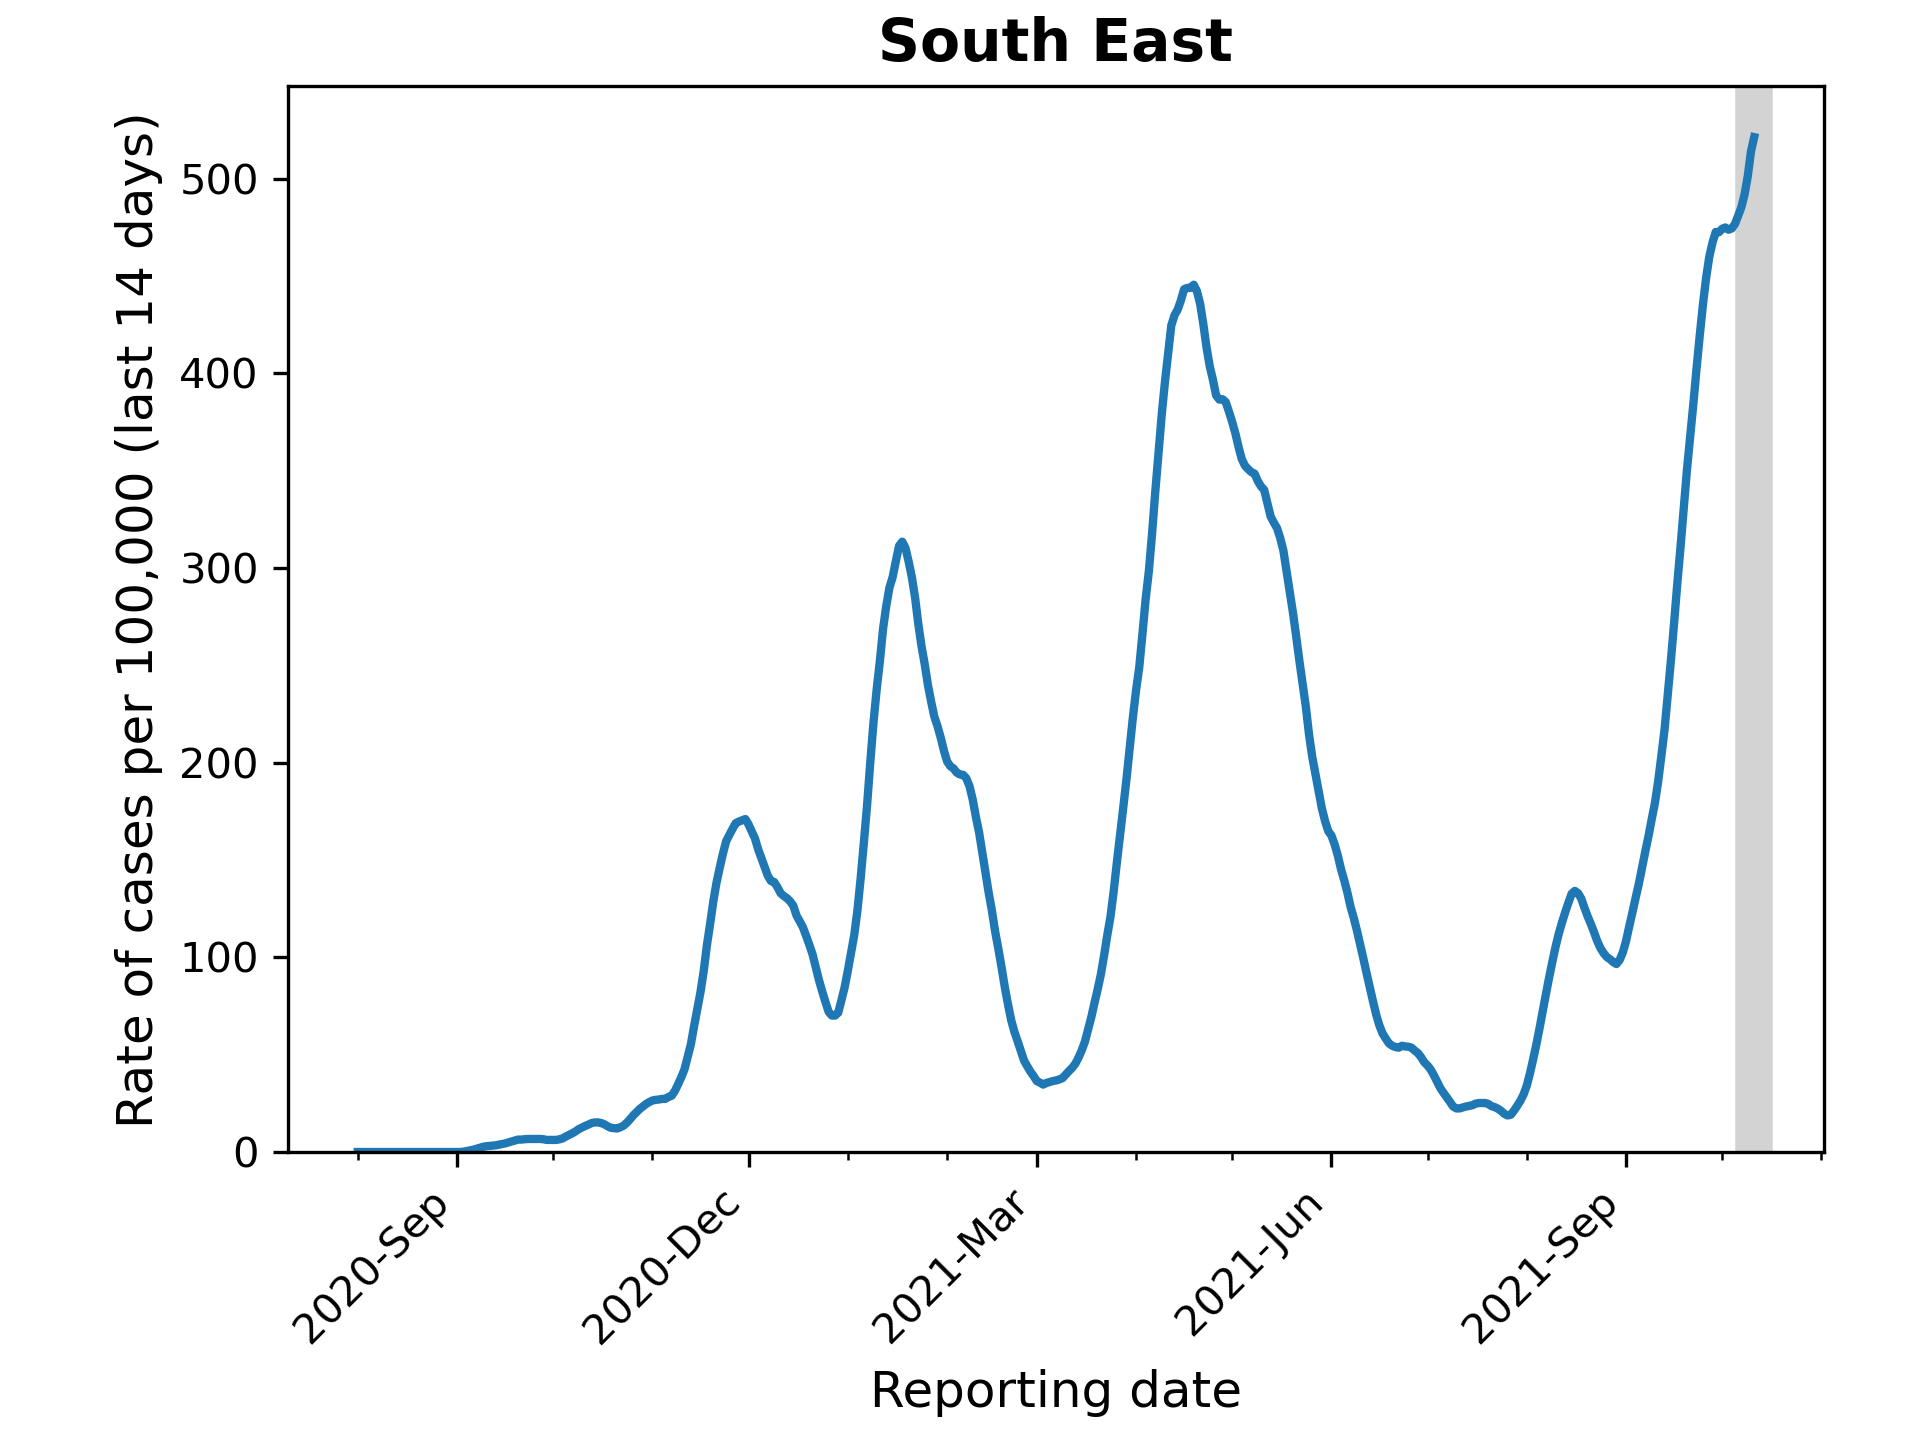 South East
Rate of cases per 100,000 (last 14 days)
500
400
300
200
100
0
2020-Sep
2020-Dec
2021-Mar
2021-Jun
2021-Sep
Reporting date